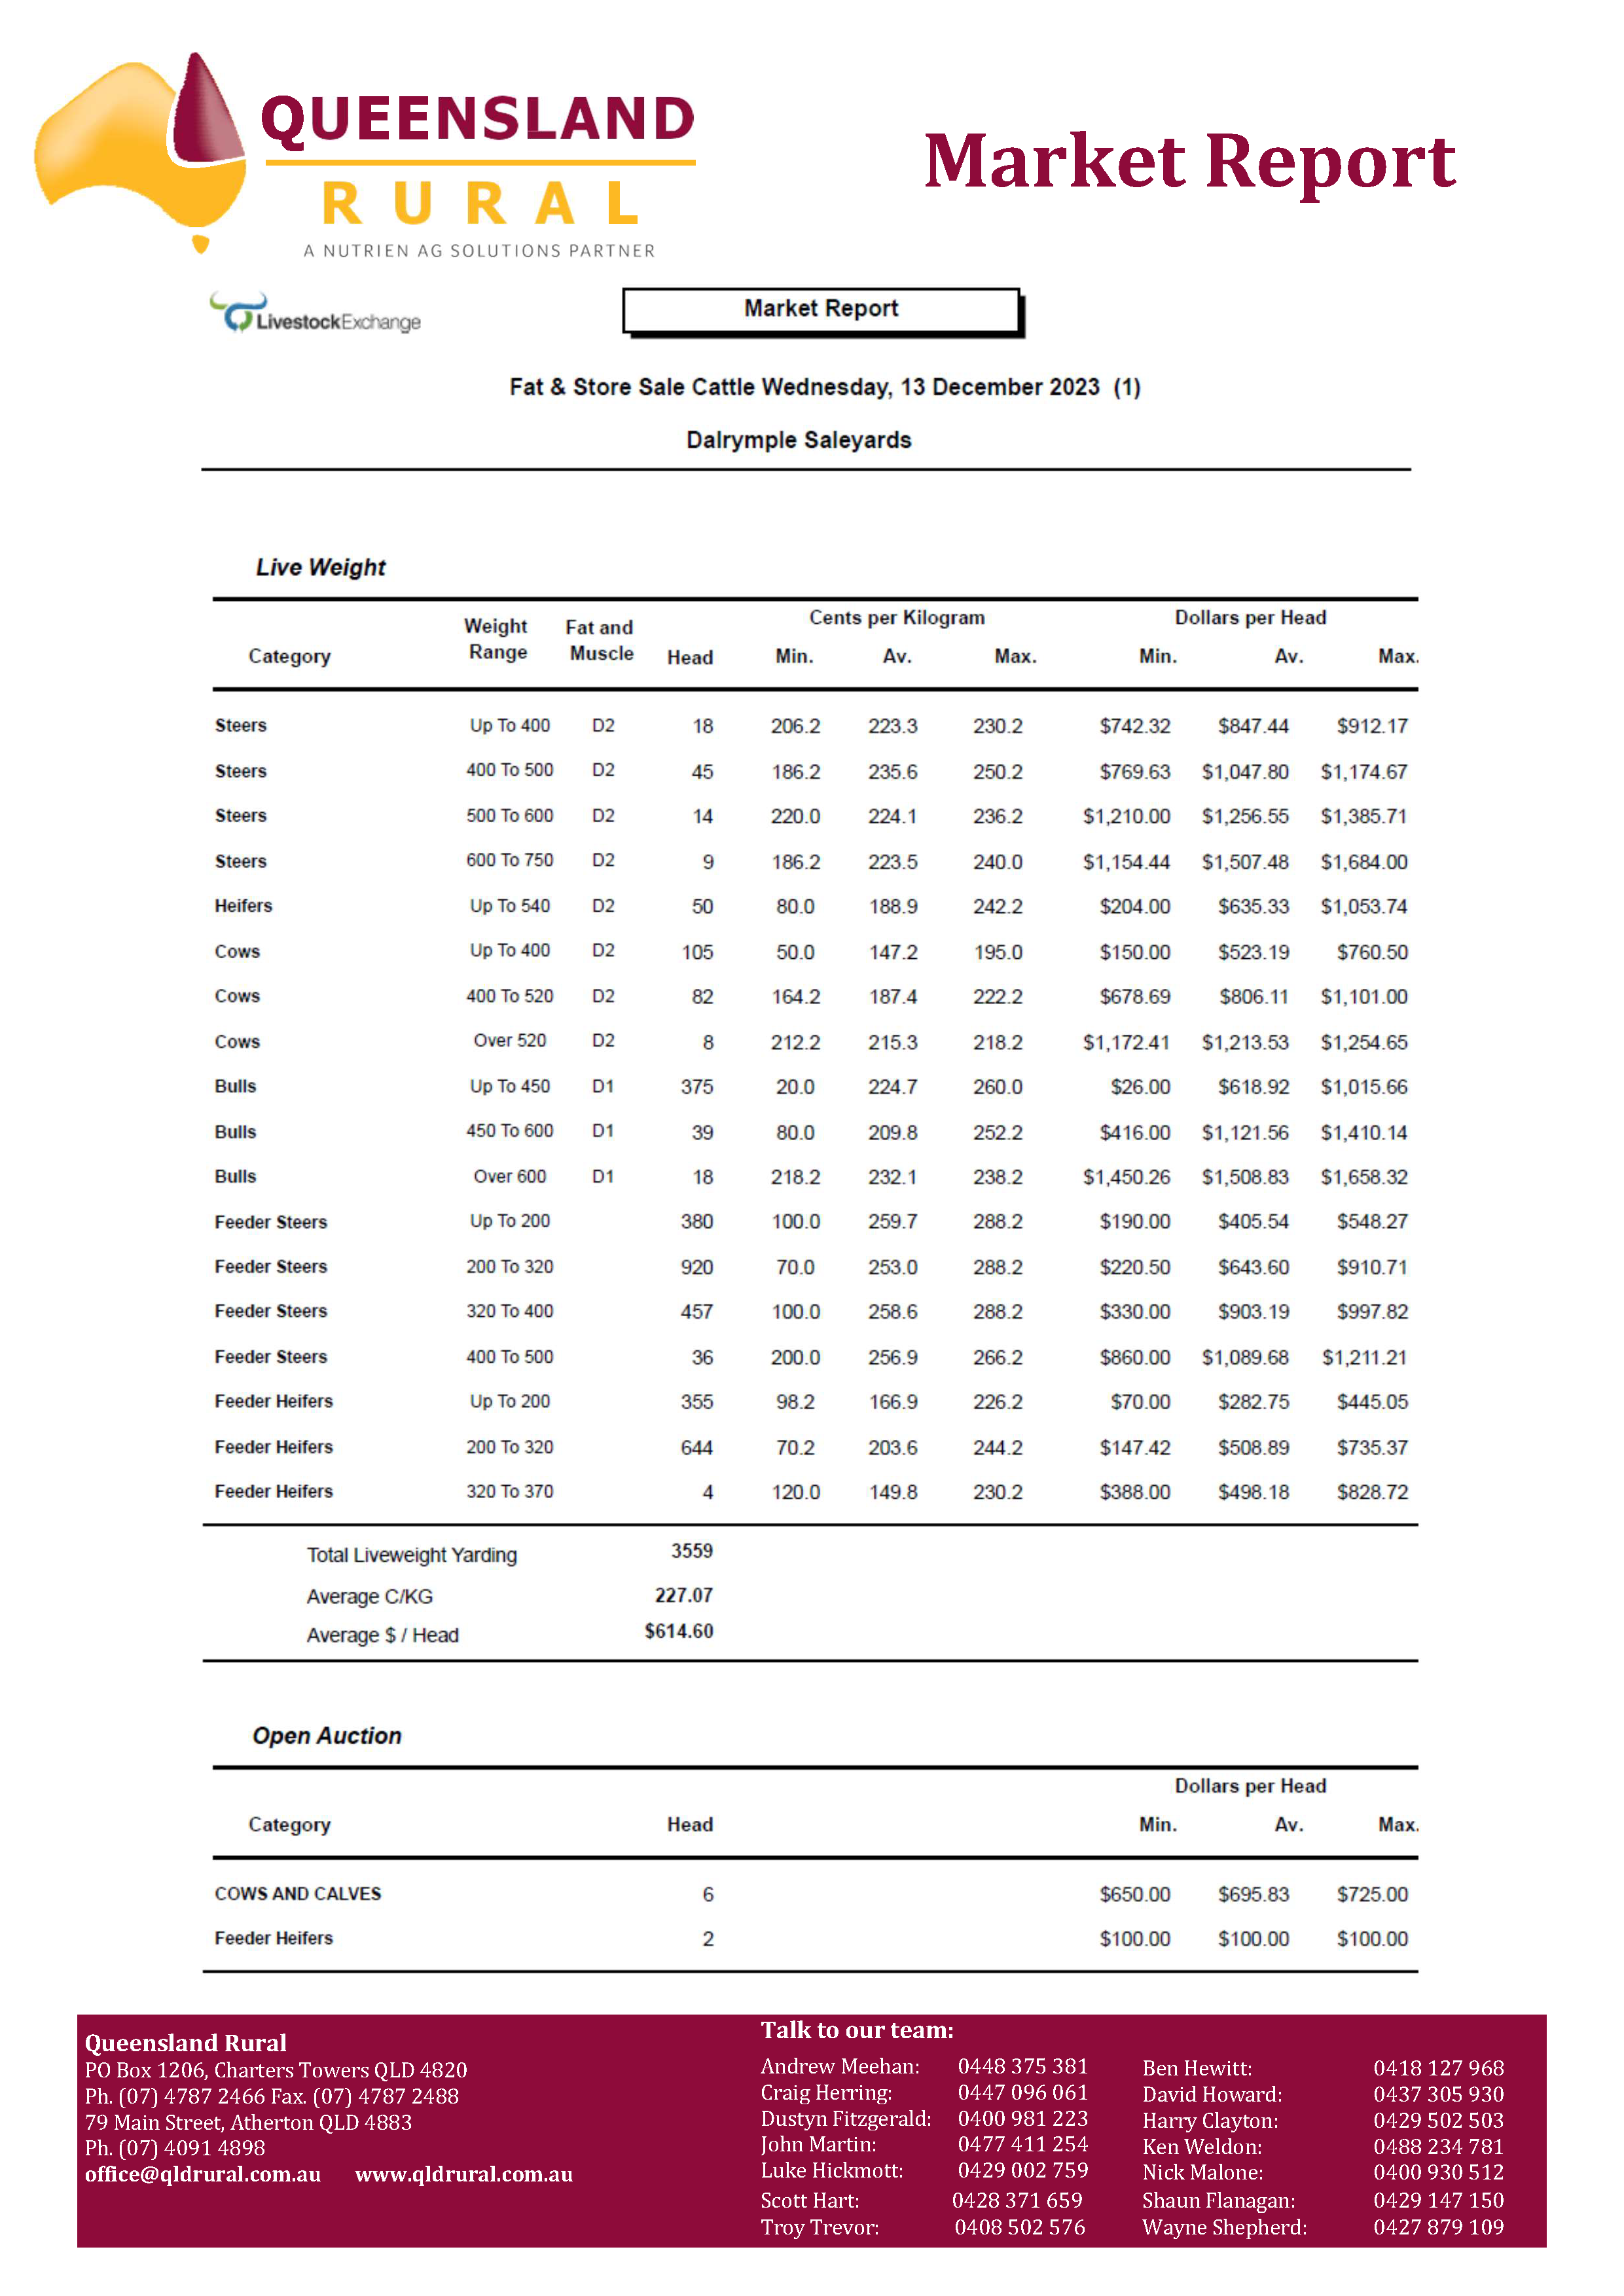 QUEENSLAND
RURAL
A NUTRIEN AG SOLUTIONS PARTNER
Market Report
LivestockExchange
Market Report
Fat & Store Sale Cattle Wednesday, 13 December 2023 (1)
Dalrymple Saleyards
Live Weight
Cents per Kilogram Dollars per Head
Category Weight Range Fat and Muscle Head Min. Av. Max. Min. Av. Max.
Steers Up To 400 D2 18 206.2 223.3 230.2 $742.32 $847.44 $912.17
Steers 400 To 500 D2 45 186.2 235.6 250.2 $769.63 $1,047.80 $1,174.67
Steers 500 To 600 D2 14 220.0 224.1 236.2 $1,210.00 $1,256.55 $1,385.71
Steers 600 To 750 D2 9 186.2 223.5 240.0 $1,154.44 $1,507.48 $1,684.00
Heifers Up To 540 D2 50 80.0 188.9 242.2 $204.00 $635.33 $1,053.74
Cows Up To 400 D2 105 50.0 147.2 195.0 $150.00 $523.19 $760.50
Cows 400 To 520 D2 82 164.2 187.4 222.2 $678.69 $806.11 $1,101.00
Cows Over 520 D2 8 212.2 215.3 218.2 $1,172.41 $1,213.53 $1,254.65
Bulls Up To 450 D1 375 20.0 224.7 260.0 $26.00 $618.92 $1,015.66
Bulls 450 To 600 D1 39 80.0 209.8 252.2 $416.00 $1,121.56 $1,410.14
Bulls Over 600 D1 18 218.2 232.1 238.2 $1,450.26 $1,508.83 $1,658.32
Feeder Steers Up To 200 380 100.0 259.7 288.2 $190.00 $405.54 $548.27
Feeder Steers 200 To 320 920 70.0 253.0 288.2 $220.50 $643.60 $910.71
Feeder Steers 320 To 400 457 100.0 258.6 288.2 $330.00 $903.19 $997.82
Feeder Steers 400 To 500 36 200.0 256.9 266.2 $860.00 $1,089.68 $1,211.21
Feeder Heifers Up To 200 355 98.2 166.9 226.2 $70.00 $282.75 $445.05
Feeder Heifers 200 To 320 644 70.2 203.6 244.2 $147.42 $508.89 $735.37
Feeder Heifers 320 To 370 4 120.0 149.8 230.2 $388.00 $498.18 $828.72
Total Liveweight Yarding 3559
Average C/KG 227.07
Average $ / Head $614.60
Open Auction
Dollars per Head
Category Head Min. Av. Max.
COWS AND CALVES 6 $650.00 $695.83 $725.00
Feeder Heifers 2 $100.00 $100.00 $100.00
Queensland Rural
PO Box 1206, Charters Towers QLD 4820
Ph. (07) 4787 2466 Fax. (07) 4787 2488
79 Main Street, Atherton QLD 4883
Ph. (07) 4091 4898
office@qldrural.com.au www.qldrural.com.au
Talk to our team:
Andrew Meehan: 0448 375 381 Ben Hewitt: 0418 127 968
Craig Herring: 0447 096 061 David Howard: 0437 305 930
Dustyn Fitzgerald: 0400 981 223 Harry Clayton: 0429 502 503
John Martin: 0477 411 254 Ken Weldon: 0488 234 781
Luke Hickmott: 0429 002 759 Nick Malone: 0400 930 512
Scott Hart: 0428 371 659 Shaun Flanagan: 0429 147 150
Troy Trevor: 0408 502 576 Wayne Shepherd: 0427 879 109